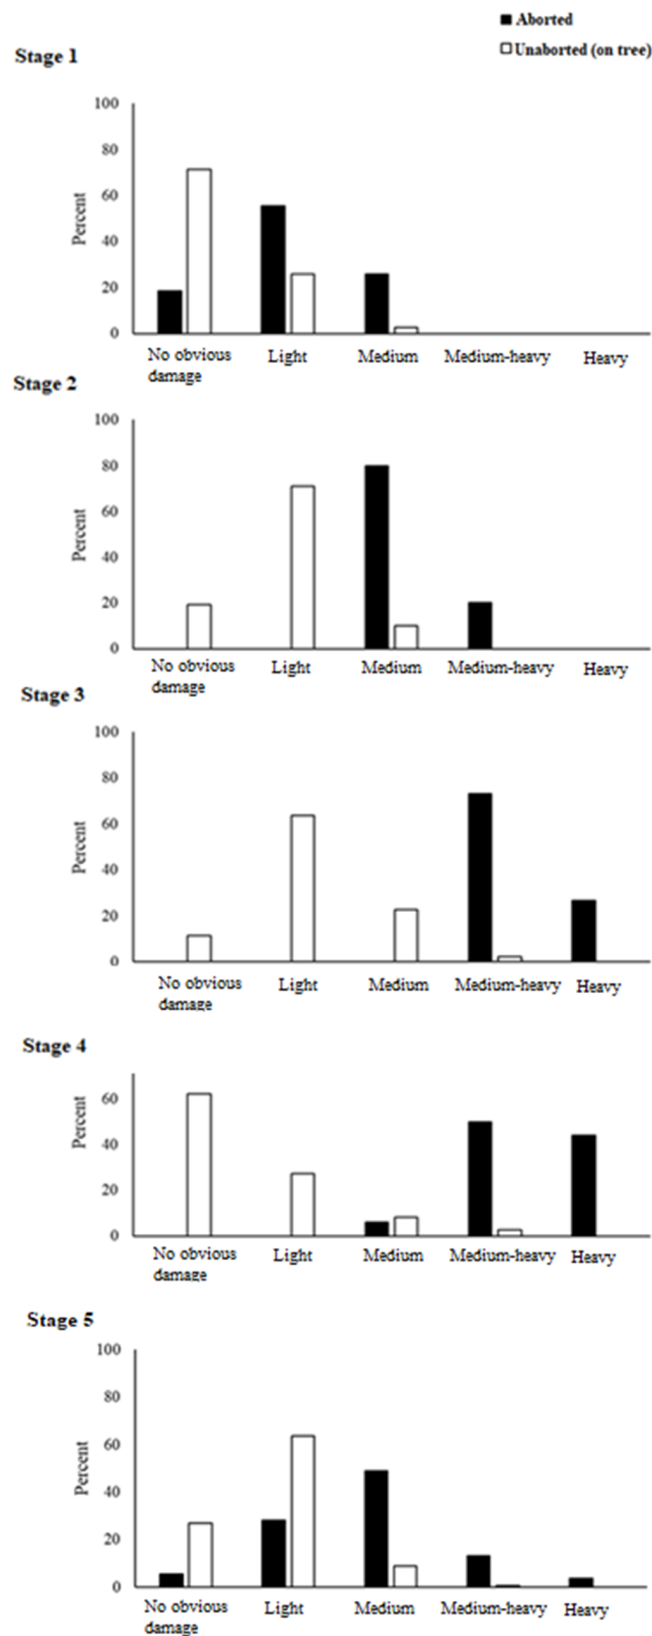 Aborted
Unaborted (on tree)
Stage 1
100
80
60
40
20
0
Percent
No obvious
damage
Light
Medium
Medium-heavy
Heavy
Stage 2
100
80
60
40
20
0
Percent
No obvious
damage
Light
Medium
Medium-heavy
Heavy
Stage 3
100
80
60
40
20
0
Percent
No obvious
damage
Light
Medium
Medium-heavy
Heavy
Stage 4
60
40
20
0
Percent
No obvious
damage
Light
Medium
Medium-heavy
Heavy
Stage 5
100
80
60
40
20
0
Percent
No obvious
damage
Light
Medium
Medium-heavy
Heavy